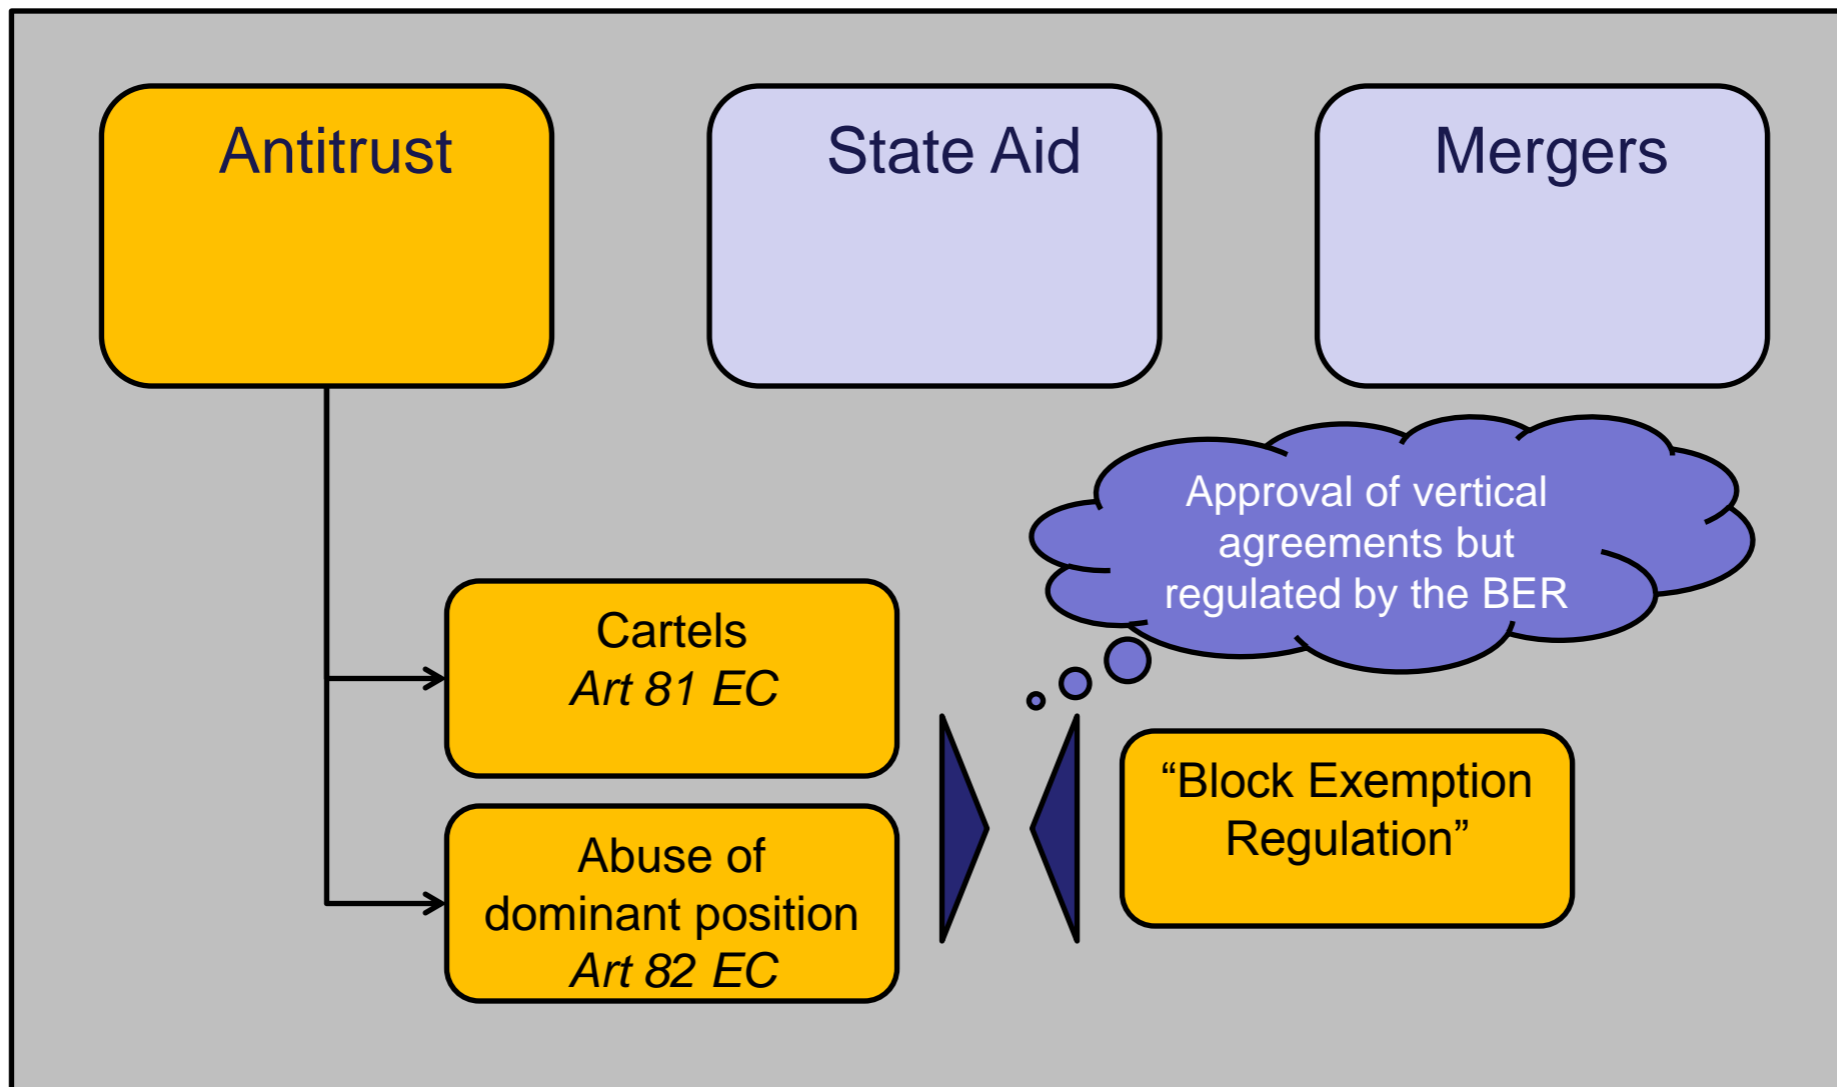 Antitrust
State Aid
Mergers
Approval of vertical
agreements but
regulated by the BER
Cartels
Art 81 EC
“Block Exemption
Regulation”
Abuse of
dominant position
Art 82 EC